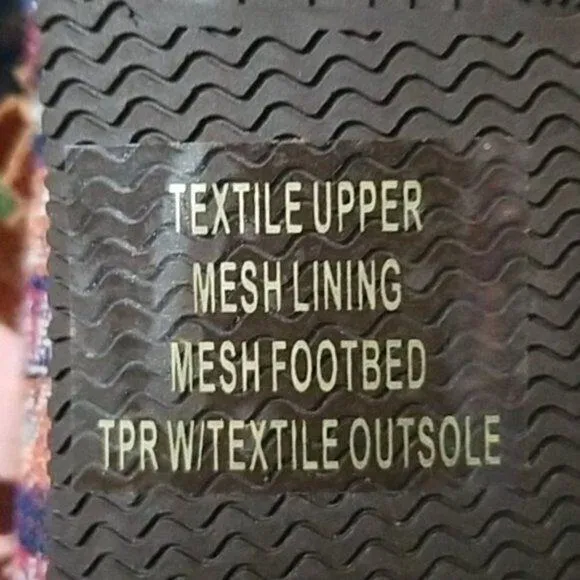 TEXTILE UPPER
MESH LINING
MESH FOOTBED
TPR W/TEXTILE OUTSOLE